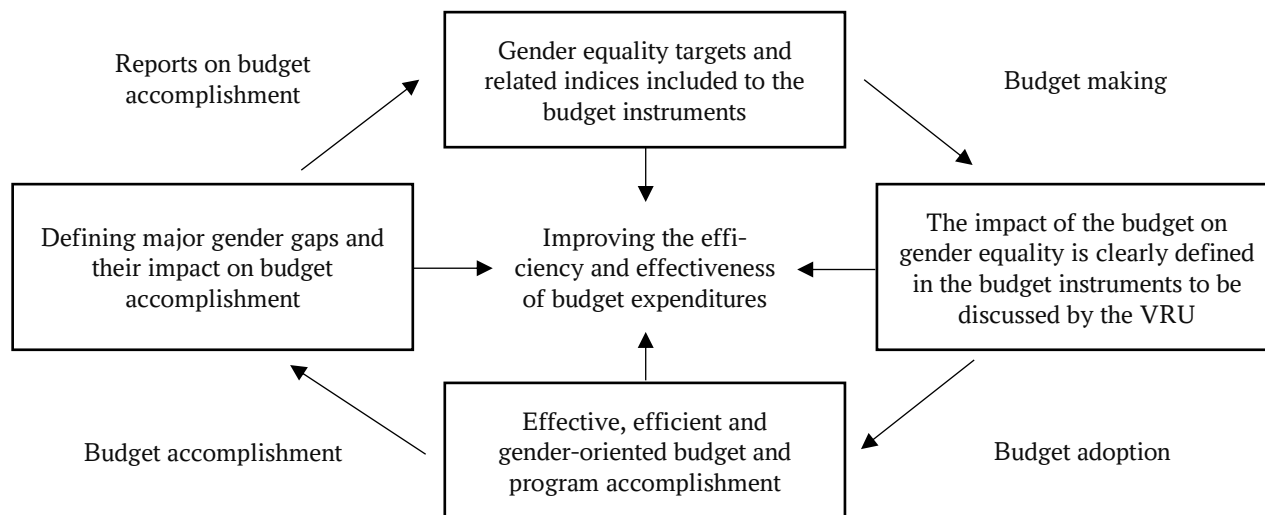 Reports on budget
accomplishment
Gender equality targets and
related indices included to the
budget instruments
Budget making
Defining major gender gaps and
their impact on budget
accomplishment
Improving the effi-
ciency and effectiveness
of budget expenditures
The impact of the budget on
gender equality is clearly defined
in the budget instruments to be
discussed by the VRU
Budget accomplishment
Effective, efficient and
gender-oriented budget and
program accomplishment
Budget adoption